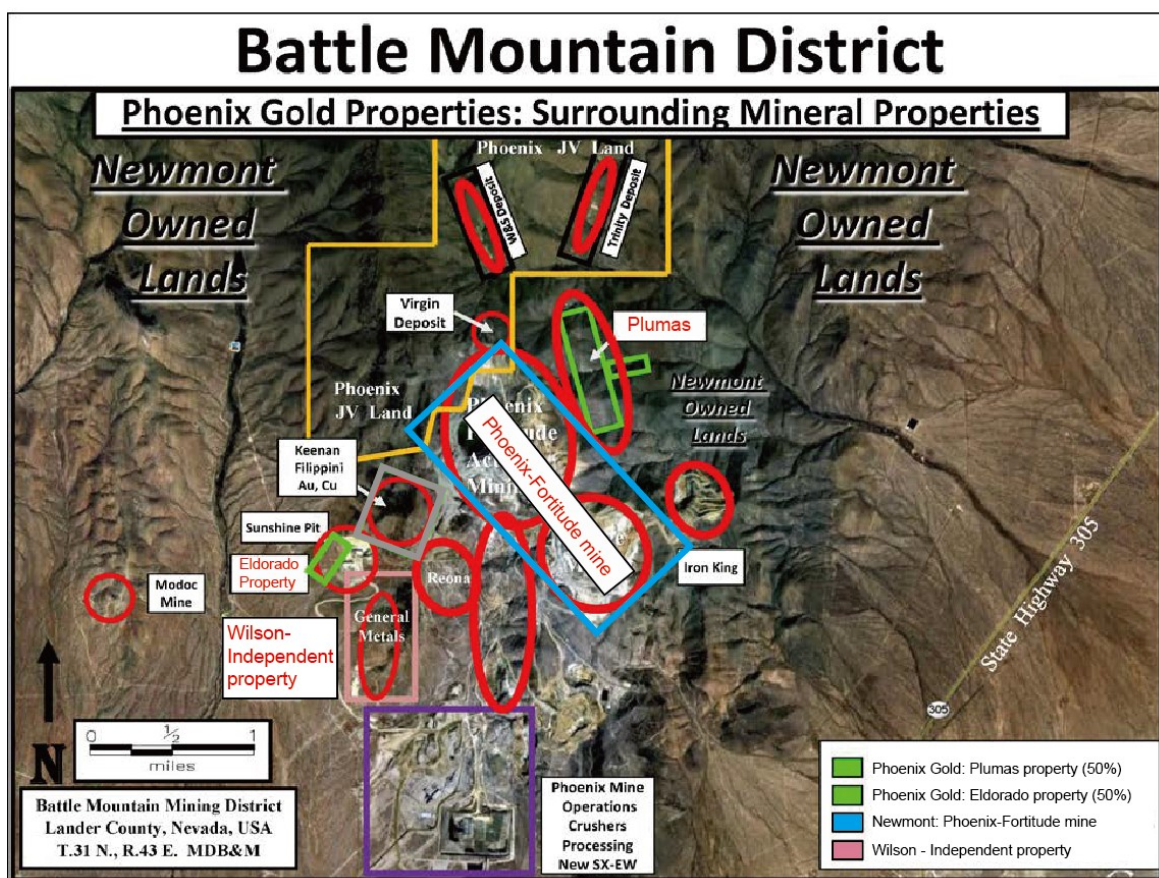 Battle Mountain District
Phoenix Gold Properties: Surrounding Mineral Properties
Newmont
Owned
Lands
Phoenix JV Land
W&S Deposit
Trinity Deposit
Newmont
Owned
Lands
Virgin
Deposit
Plumas
Phoenix
JV Land
Newmont
Owned
Lands
Phoenix
Phoenix-Fortitude mine
Keenan
Filippini
Au, Cu
Sunshine Pit
Eldorado
Property
Modoc
Mine
Reona
Iron King
General
Metals
Wilson-
Independent
property
State Highway 305
305
N
0 1/2 1
miles
Battle Mountain Mining District
Lander County, Nevada, USA
T.31 N., R.43 E. MDB&M
Phoenix Mine
Operations
Crushers
Processing
New SX-EW
Phoenix Gold: Plumas property (50%)
Phoenix Gold: Eldorado property (50%)
Newmont: Phoenix-Fortitude mine
Wilson - Independent property